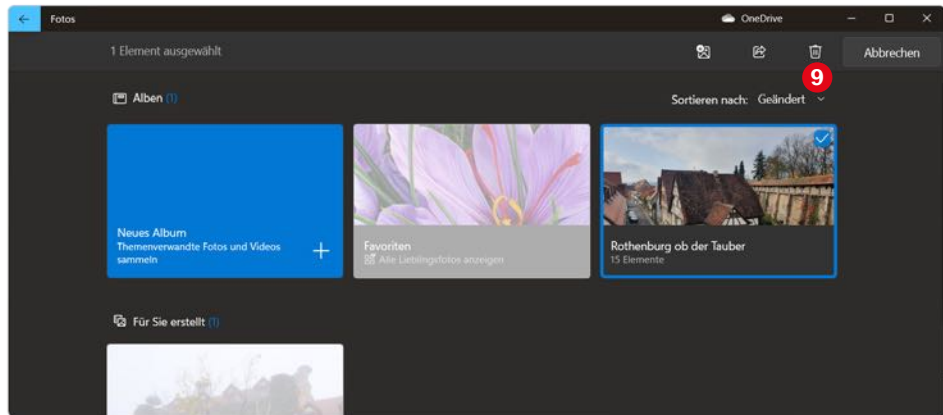 Fotos
OneDrive
1 Element ausgewählt
Abbrechen
9
Alben (1)
Sortieren nach: Geändert
Neues Album
Themenverwandte Fotos und Videos
sammeln
Favoriten
Alle Lieblingsfotos anzeigen
Rothenburg ob der Tauber
15 Elemente
Für Sie erstellt (1)